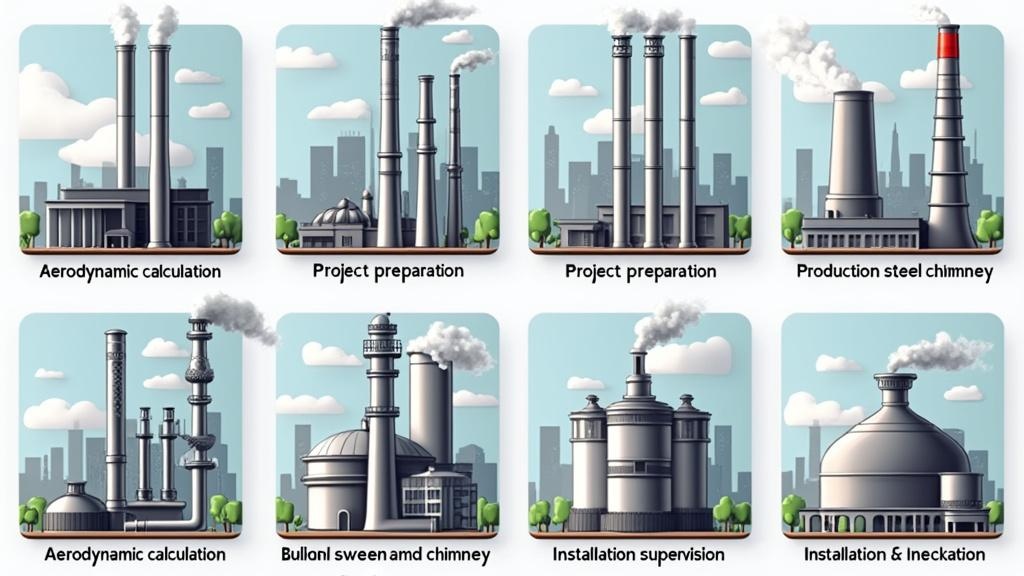 Aerodynamic calculation
Project preparation
Project preparation
Production steel chimney
Aerodynamic calculation
Bullanl sween amd chimney
Installation supervision
Installation & Ineckation